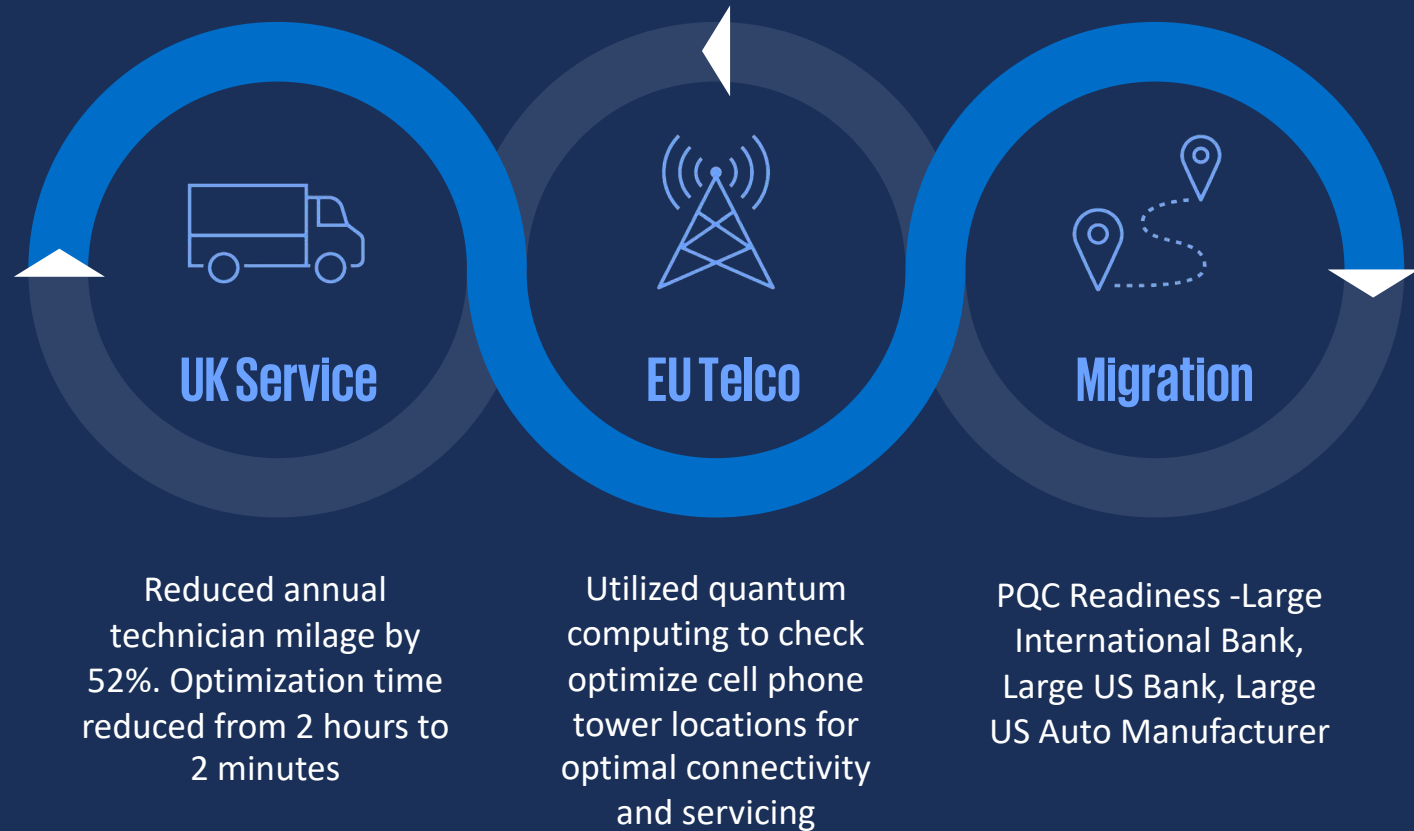 UK Service
EU Telco
Migration
Reduced annual
technician milage by
52%. Optimization time
reduced from 2 hours to
2 minutes
Utilized quantum
computing to check
optimize cell phone
tower locations for
optimal connectivity
and servicing
PQC Readiness -Large
International Bank,
Large US Bank, Large
US Auto Manufacturer